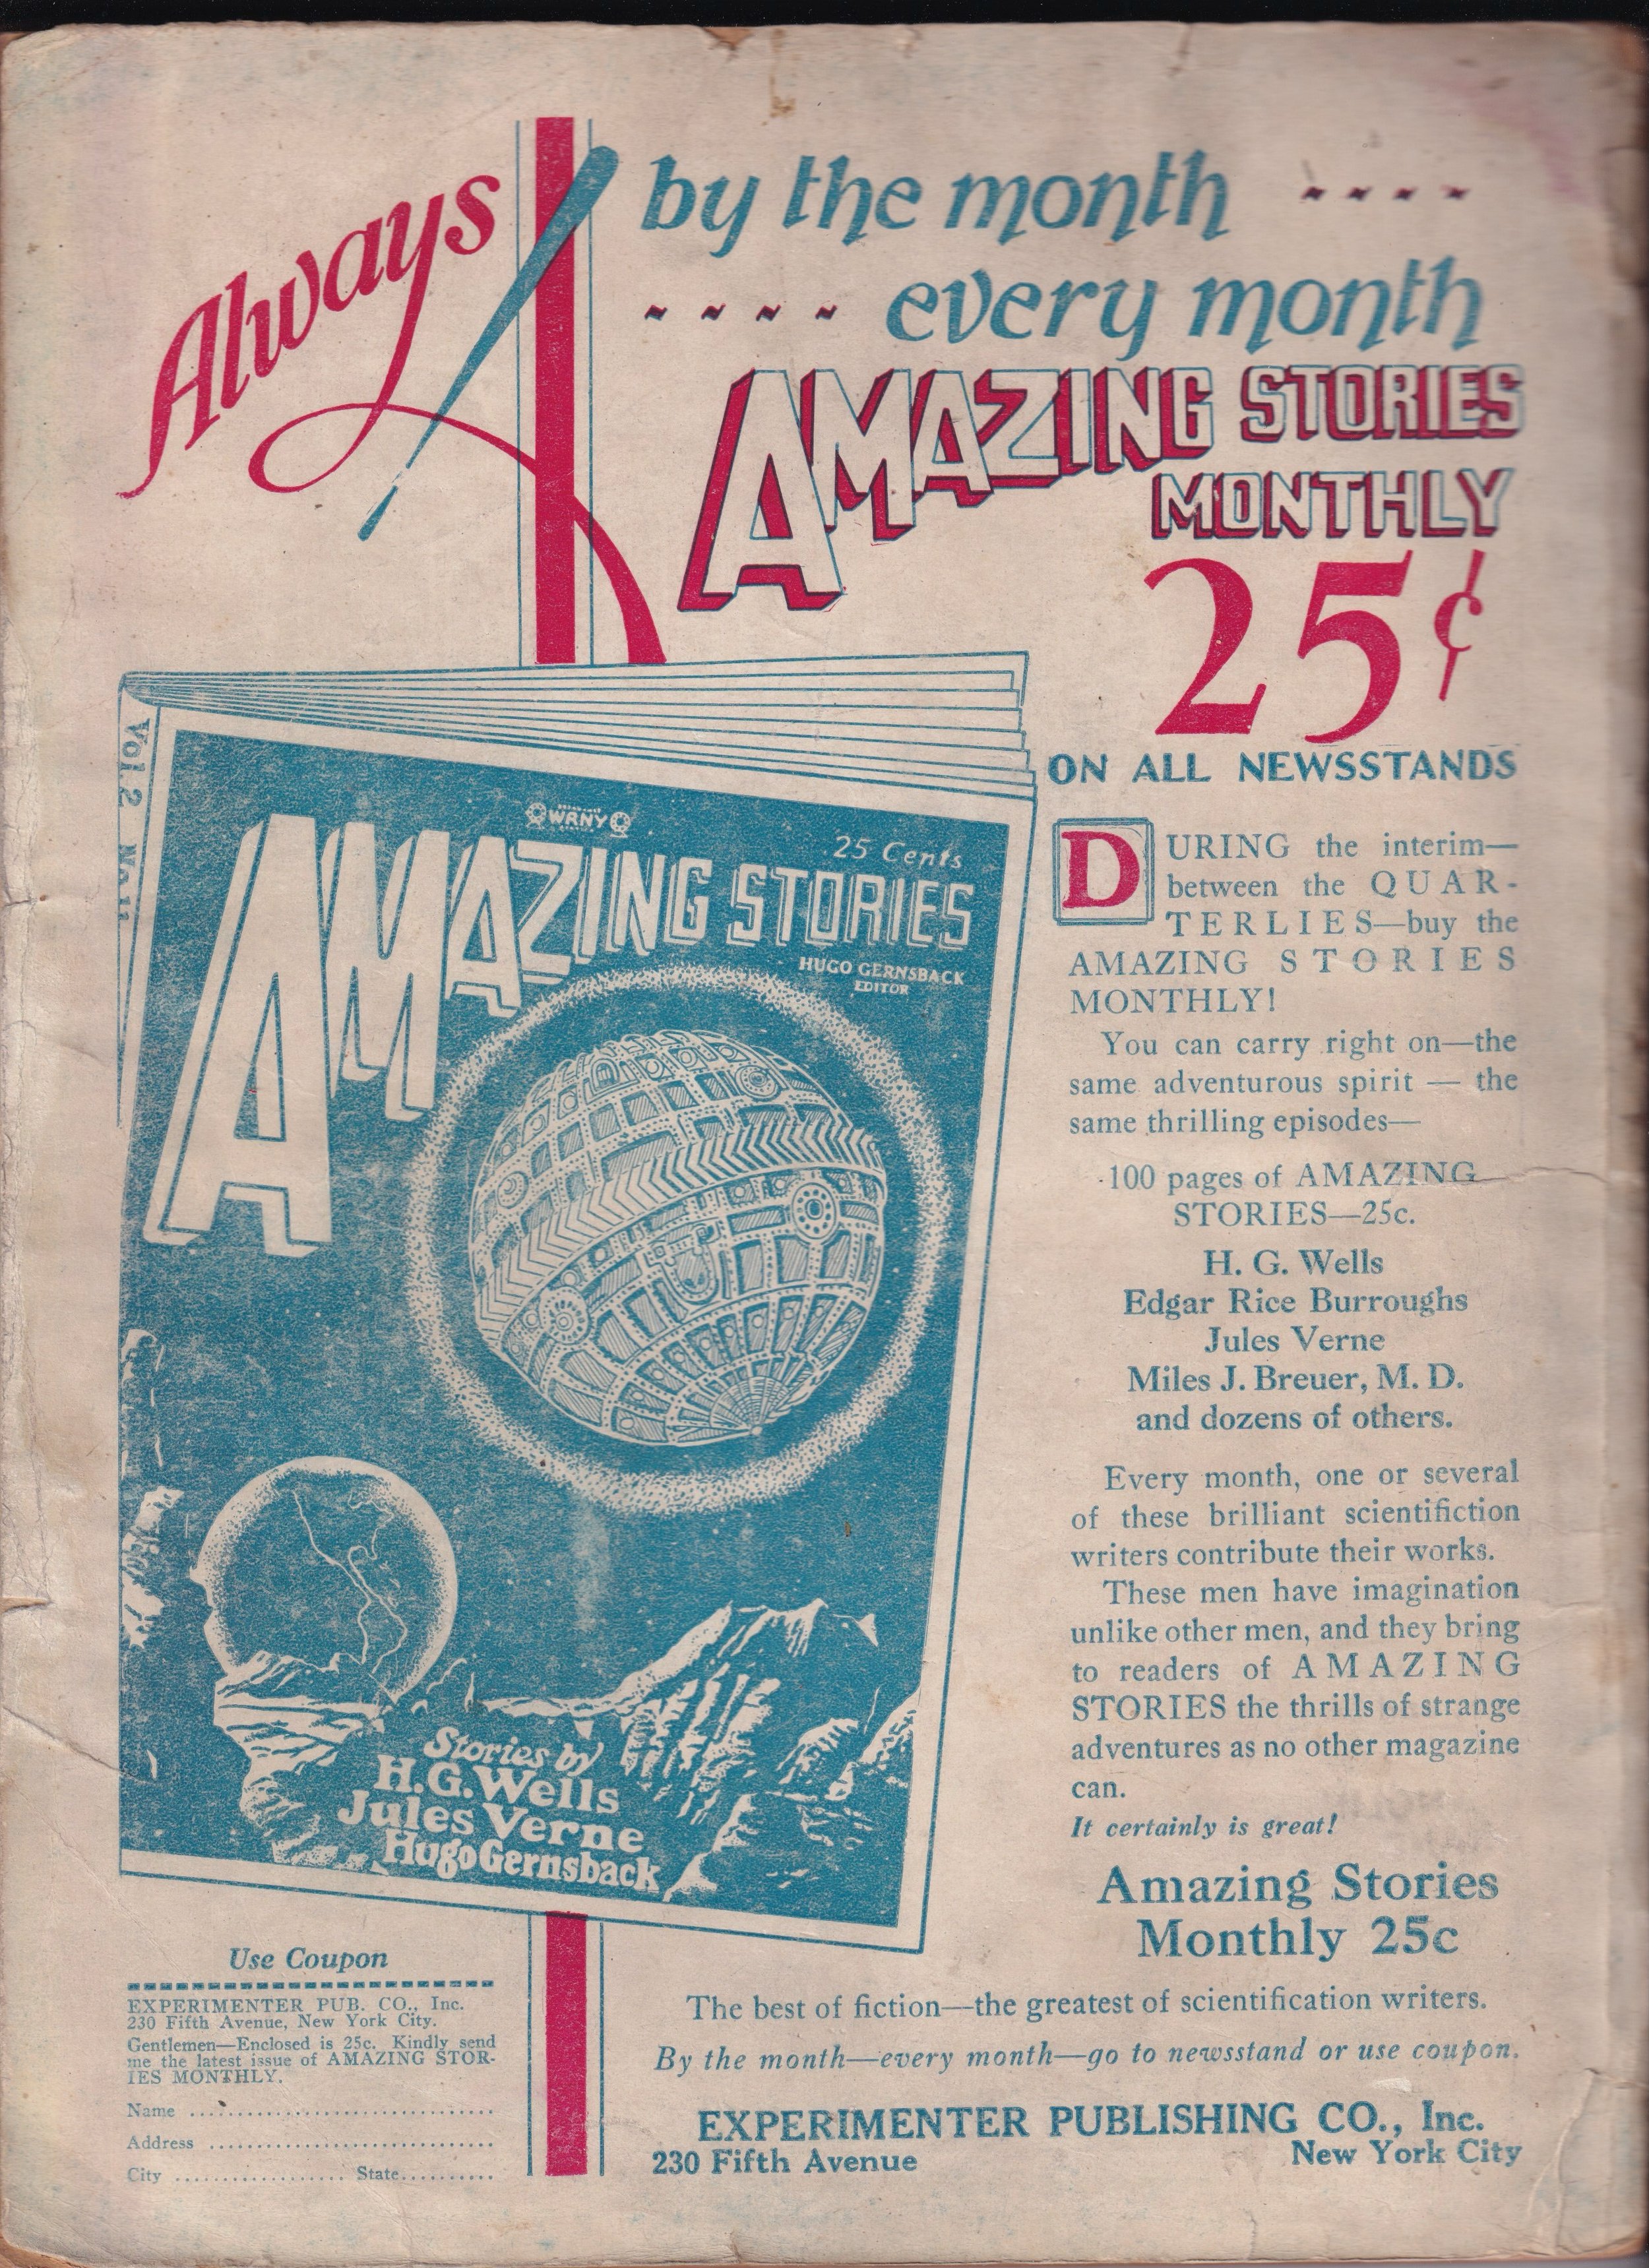 Always
by the month - - - -
- - - - every month
AMAZING STORIES
MONTHLY
25¢
ON ALL NEWSSTANDS
Vol. 2 No. 11
WRNY
25 Cents
AMAZING STORIES
HUGO GERNSBACK
EDITOR
Stories by
H.G. Wells
Jules Verne
Hugo Gernsback
DURING the interim—
between the QUAR-
TERLIES—buy the
AMAZING STORIES
MONTHLY!
You can carry right on—the
same adventurous spirit — the
same thrilling episodes—
100 pages of AMAZING
STORIES—25c.
H. G. Wells
Edgar Rice Burroughs
Jules Verne
Miles J. Breuer, M. D.
and dozens of others.
Every month, one or several
of these brilliant scientifiction
writers contribute their works.
These men have imagination
unlike other men, and they bring
to readers of AMAZING
STORIES the thrills of strange
adventures as no other magazine
can.
It certainly is great!
Amazing Stories
Monthly 25c
Use Coupon
EXPERIMENTER PUB. CO., Inc.
230 Fifth Avenue, New York City.
Gentlemen—Enclosed is 25c. Kindly send
me the latest issue of AMAZING STOR-
IES MONTHLY.
Name ................................
Address ..............................
City .................. State..........
The best of fiction—the greatest of scientification writers.
By the month—every month—go to newsstand or use coupon.
EXPERIMENTER PUBLISHING CO., Inc.
230 Fifth Avenue New York City